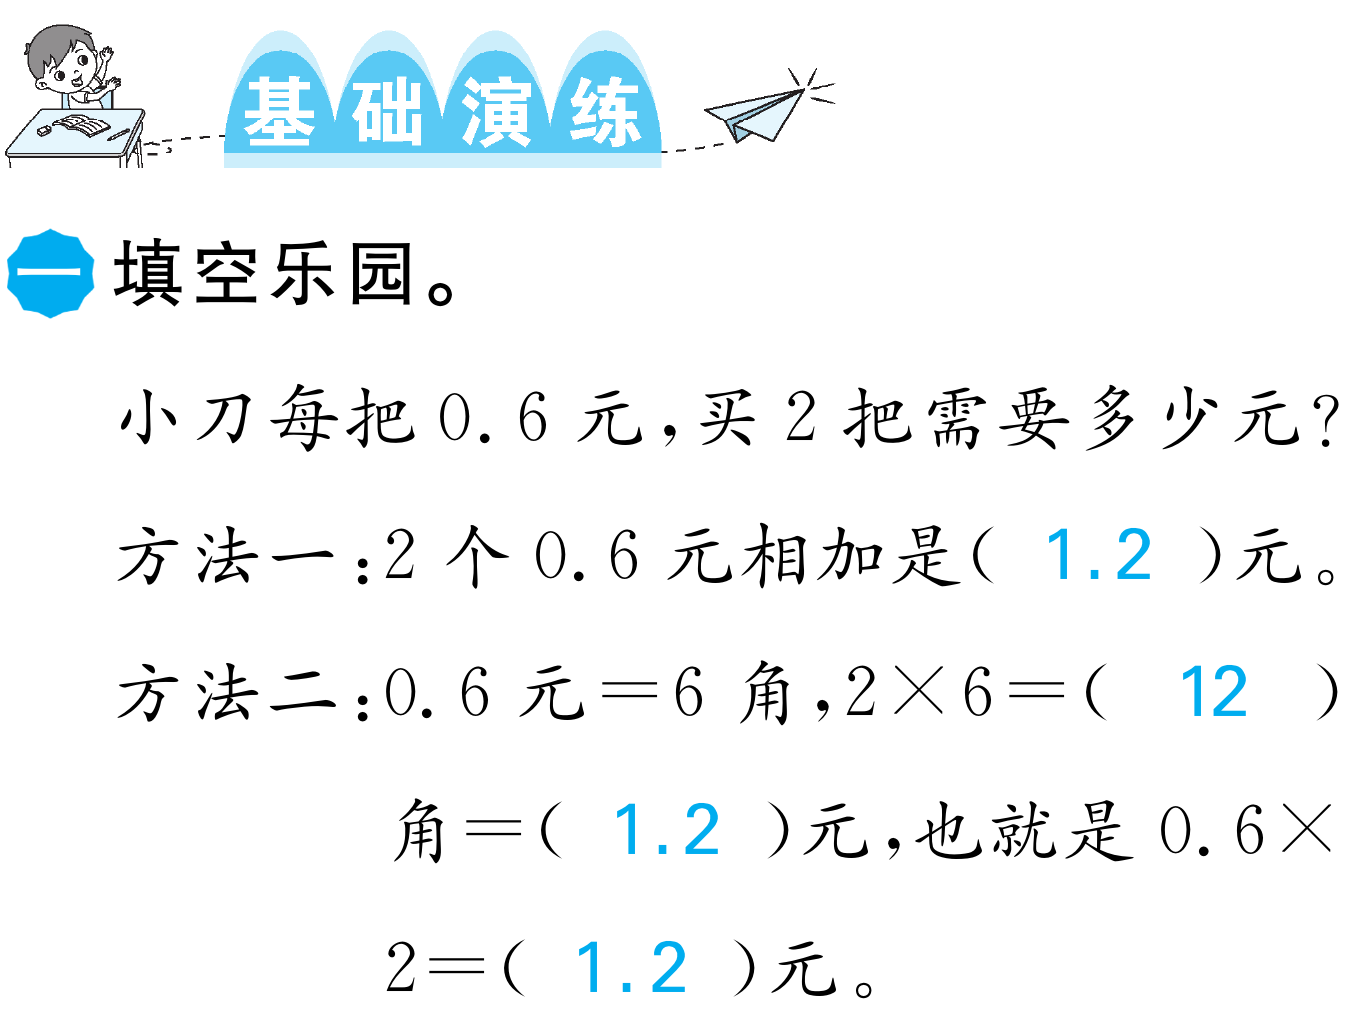 基础演练
一 填空乐园。
小刀每把 0.6 元,买 2 把需要多少元?
方法一:2 个 0.6 元相加是( 1.2 )元。
方法二:0.6 元=6 角,2×6=( 12 )
角=( 1.2 )元,也就是 0.6×
2=( 1.2 )元。